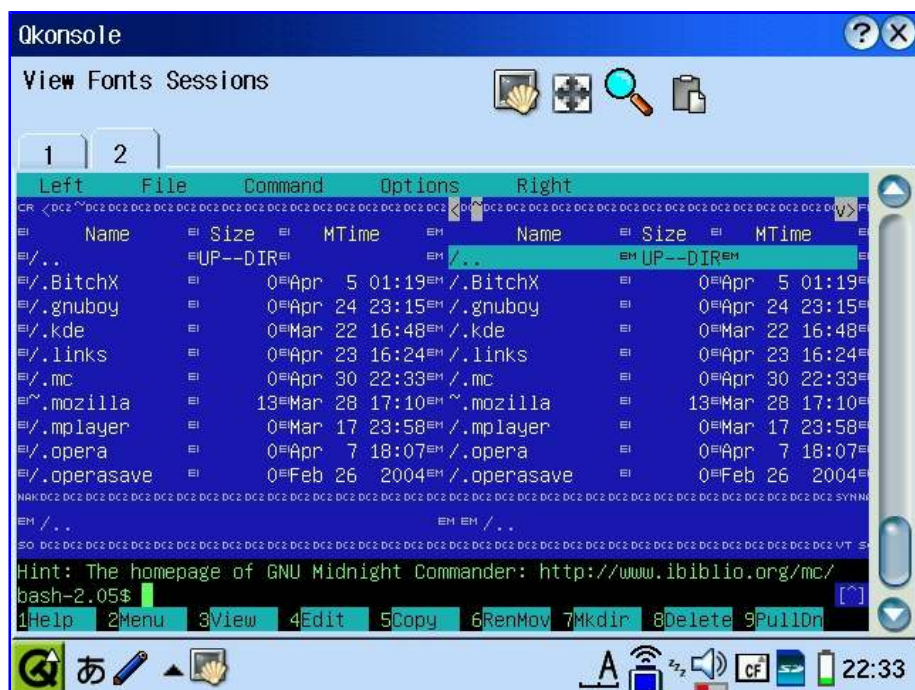 Qkonsole
View Fonts Sessions
1 2
Left File Command Options Right
Name Size MTime Name Size MTime
/.. UP--DIR /.. UP--DIR
/.BitchX 0 Apr 5 01:19 /.BitchX 0 Apr 5 01:19
/.gnuboy 0 Apr 24 23:15 /.gnuboy 0 Apr 24 23:15
/.kde 0 Mar 22 16:48 /.kde 0 Mar 22 16:48
/.links 0 Apr 23 16:24 /.links 0 Apr 23 16:24
/.mc 0 Apr 30 22:33 /.mc 0 Apr 30 22:33
~.mozilla 13 Mar 28 17:10 ~.mozilla 13 Mar 28 17:10
/.mplayer 0 Mar 17 23:58 /.mplayer 0 Mar 17 23:58
/.opera 0 Apr 7 18:07 /.opera 0 Apr 7 18:07
/.operasave 0 Feb 26 2004 /.operasave 0 Feb 26 2004
/.. /..
Hint: The homepage of GNU Midnight Commander: http://www.ibiblio.org/mc/
bash-2.05$ [^]
1Help 2Menu 3View 4Edit 5Copy 6RenMov 7Mkdir 8Delete 9PullDn
あ A CF 22:33